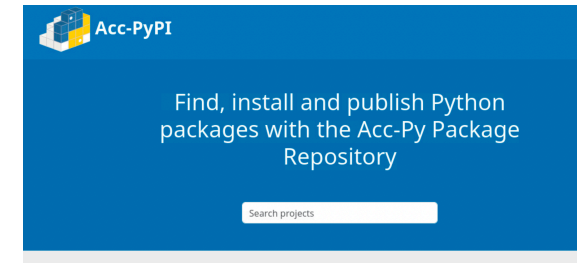 Acc-PyPI
Find, install and publish Python
packages with the Acc-Py Package
Repository
Search projects